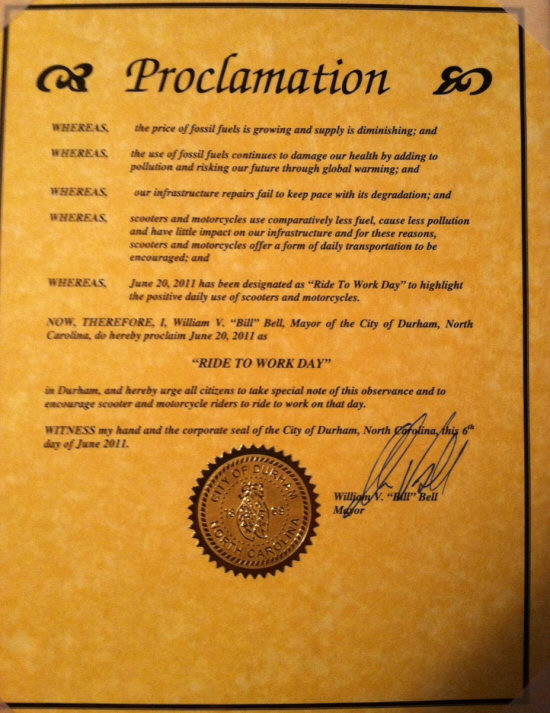 Proclamation
WHEREAS, the price of fossil fuels is growing and supply is diminishing; and
WHEREAS, the use of fossil fuels continues to damage our health by adding to
pollution and risking our future through global warming; and
WHEREAS, our infrastructure repairs fail to keep pace with its degradation; and
WHEREAS, scooters and motorcycles use comparatively less fuel, cause less pollution
and have little impact on our infrastructure and for these reasons,
scooters and motorcycles offer a form of daily transportation to be
encouraged; and
WHEREAS, June 20, 2011 has been designated as "Ride To Work Day" to highlight
the positive daily use of scooters and motorcycles.
NOW, THEREFORE, I, William V. "Bill" Bell, Mayor of the City of Durham, North
Carolina, do hereby proclaim June 20, 2011 as
"RIDE TO WORK DAY"
in Durham, and hereby urge all citizens to take special note of this observance and to
encourage scooter and motorcycle riders to ride to work on that day.
WITNESS my hand and the corporate seal of the City of Durham, North Carolina, this 6th
day of June 2011.
CITY OF DURHAM
1869
NORTH CAROLINA
William V. "Bill" Bell
Mayor